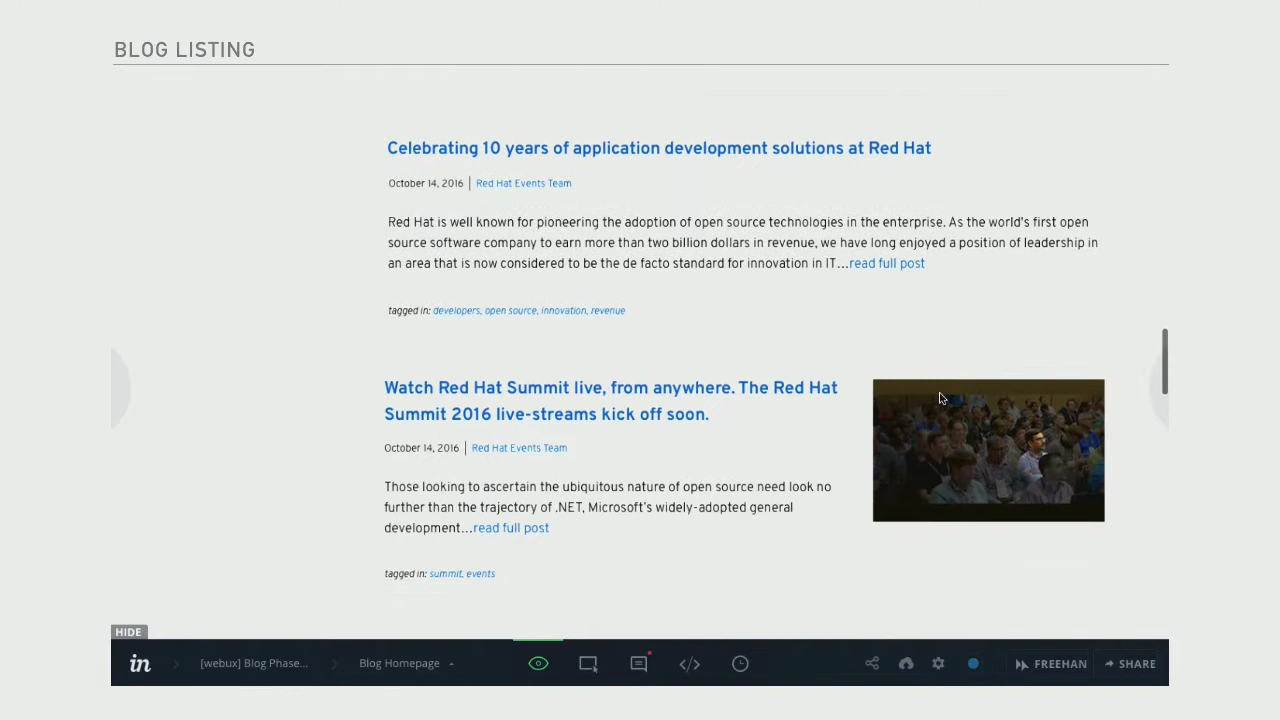 BLOG LISTING
Celebrating 10 years of application development solutions at Red Hat
October 14, 2016 | Red Hat Events Team
Red Hat is well known for pioneering the adoption of open source technologies in the enterprise. As the world's first open
source software company to earn more than two billion dollars in revenue, we have long enjoyed a position of leadership in
an area that is now considered to be the de facto standard for innovation in IT...read full post
tagged in: developers, open source, innovation, revenue
Watch Red Hat Summit live, from anywhere. The Red Hat
Summit 2016 live-streams kick off soon.
October 14, 2016 | Red Hat Events Team
Those looking to ascertain the ubiquitous nature of open source need look no
further than the trajectory of .NET, Microsoft's widely-adopted general
development...read full post
tagged in: summit, events
HIDE
in [webux] Blog Phase... Blog Homepage FREEHAN SHARE